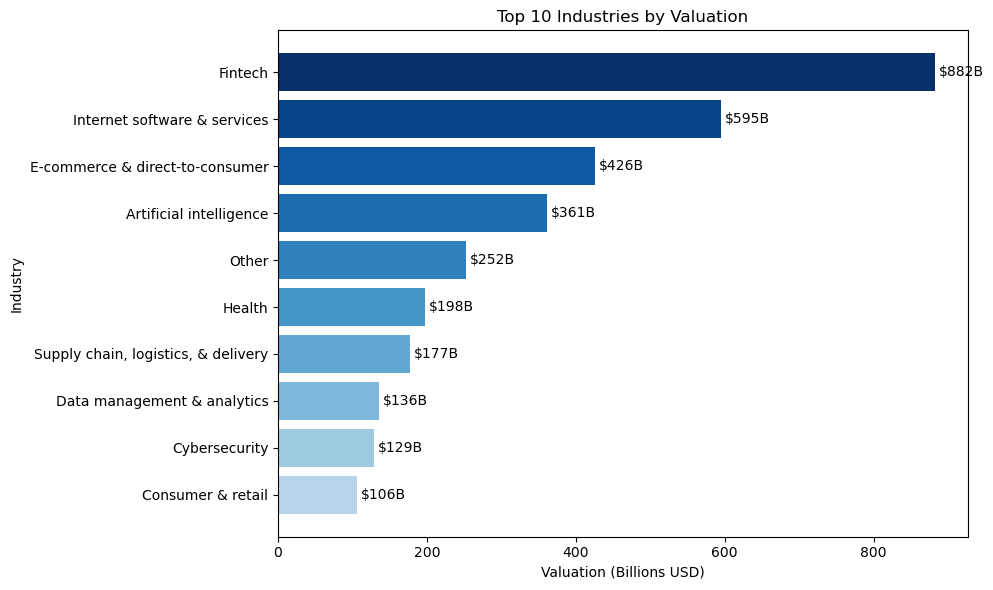 Top 10 Industries by Valuation
Industry
Fintech $882B
Internet software & services $595B
E-commerce & direct-to-consumer $426B
Artificial intelligence $361B
Other $252B
Health $198B
Supply chain, logistics, & delivery $177B
Data management & analytics $136B
Cybersecurity $129B
Consumer & retail $106B
0 200 400 600 800
Valuation (Billions USD)